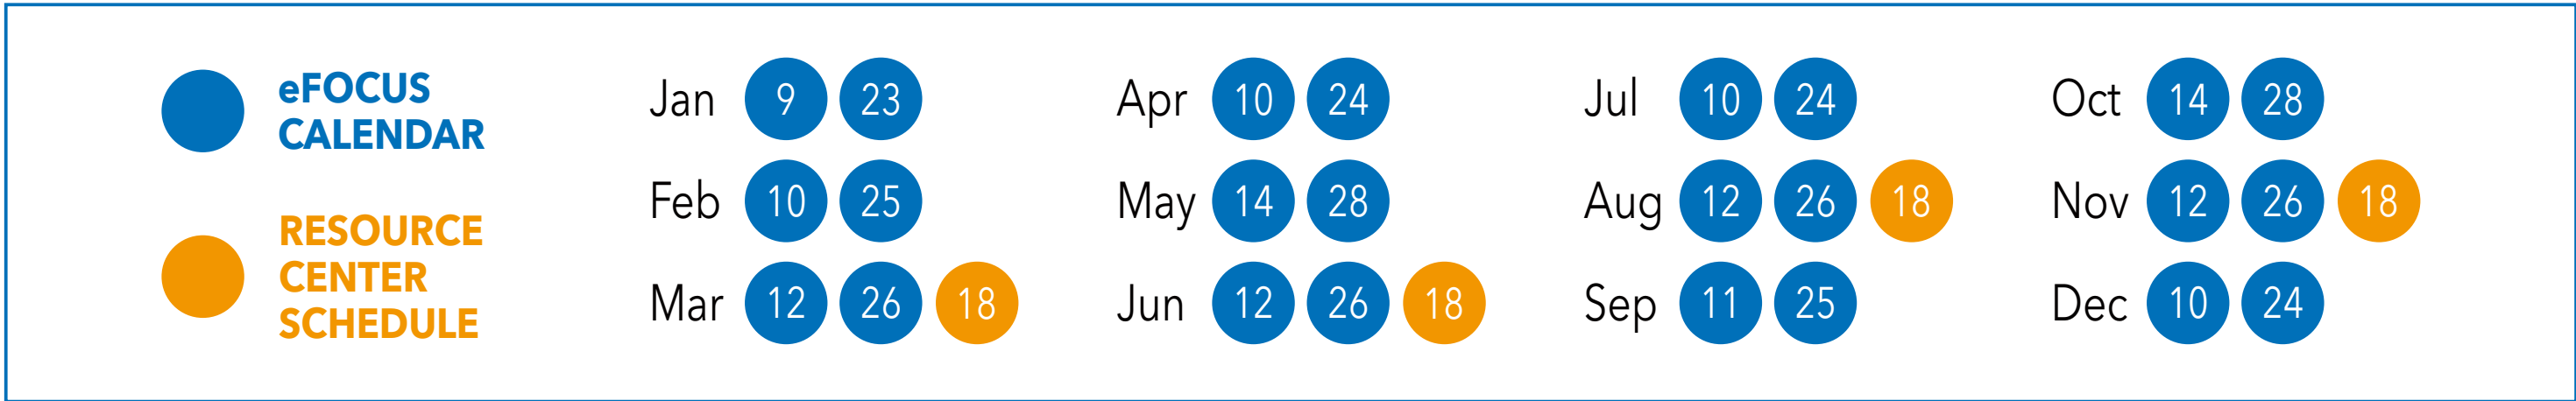 eFOCUS
CALENDAR
RESOURCE
CENTER
SCHEDULE
Jan 9 23
Feb 10 25
Mar 12 26 18
Apr 10 24
May 14 28
Jun 12 26 18
Jul 10 24
Aug 12 26 18
Sep 11 25
Oct 14 28
Nov 12 26 18
Dec 10 24